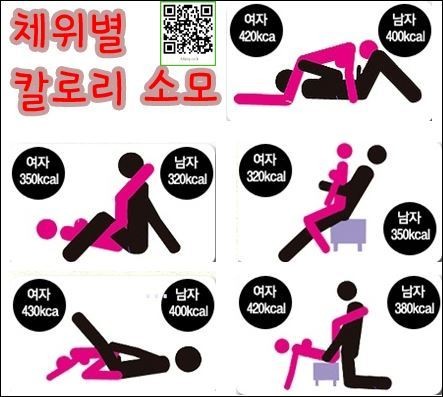 체위별
칼로리 소모
여자
420kca
남자
400kcal
여자
350kcal
남자
320kcal
여자
320kcal
남자
350kcal
여자
430kca
남자
400kcal
여자
420kcal
남자
380kcal